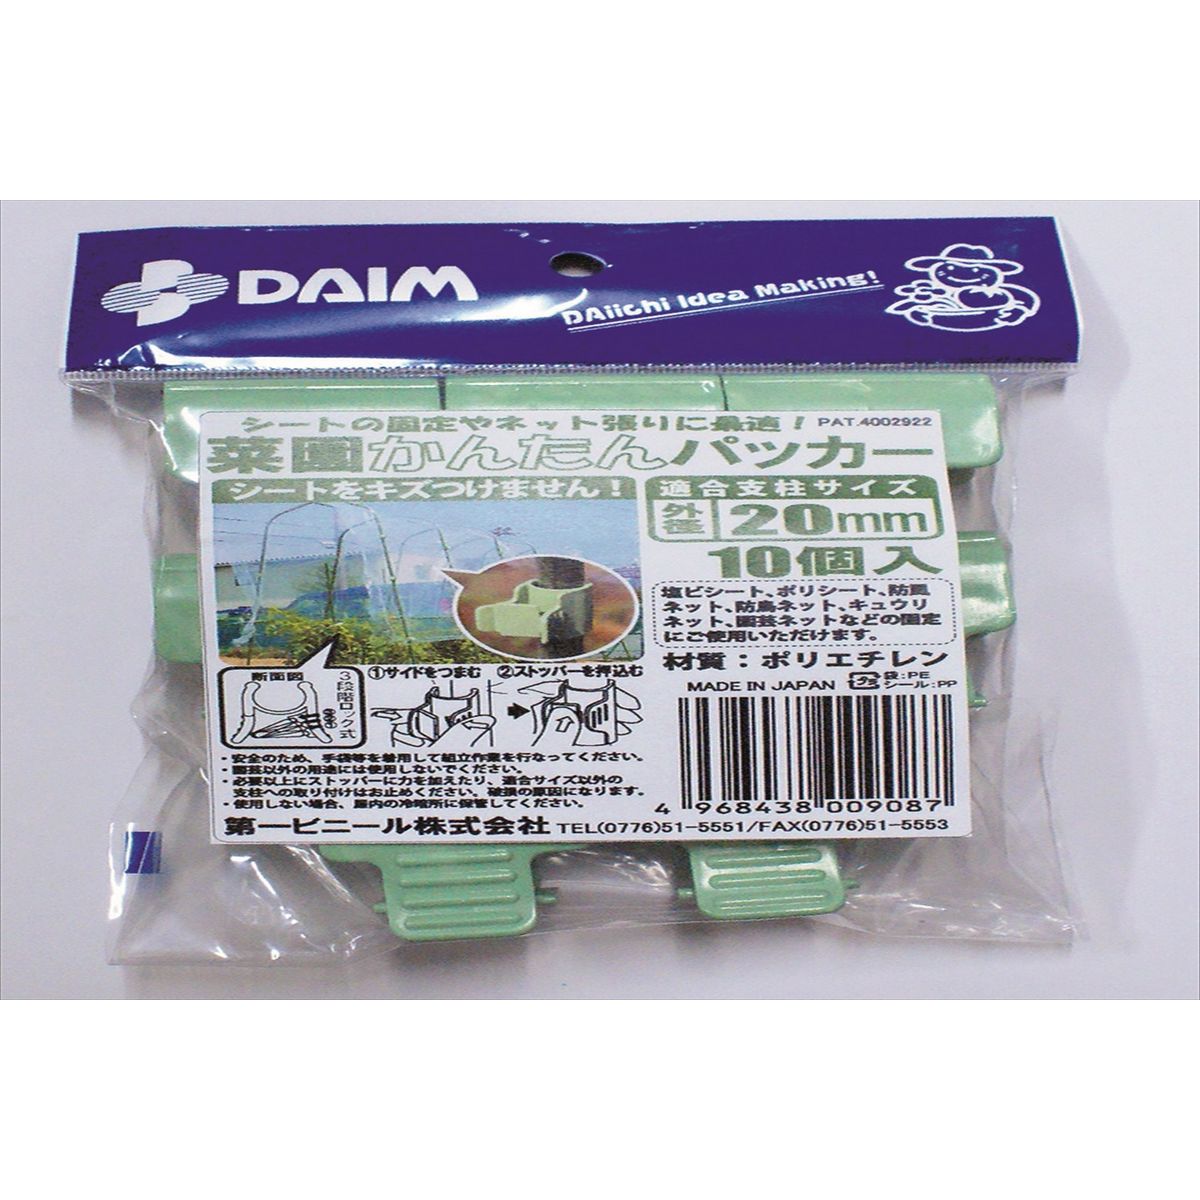 DAIM
DAiichi Idea Making!
シートの固定やネット張りに最適!
PAT.4002922
菜園かんたんパッカー
シートをキズつけません!
適合支柱サイズ
外径 20mm
10個入
塩ビシート、ポリシート、防風
ネット、防鳥ネット、キュウリ
ネット、園芸ネットなどの固定
にご使用いただけます。
材質:ポリエチレン
MADE IN JAPAN
プラ
袋:PE
シール:PP
断面図
3段階ロック式
①サイドをつまむ
②ストッパーを押込む
・安全のため、手袋等を着用して組立作業を行なってください。
・園芸以外の用途には使用しないでください。
・必要以上にストッパーに力を加えたり、適合サイズ以外の
支柱への取り付けはお止めください。破損の原因になります。
・使用しない場合、屋内の冷暗所に保管してください。
4 968438 009087
第一ビニール株式会社 TEL(0776)51-5551/FAX(0776)51-5553